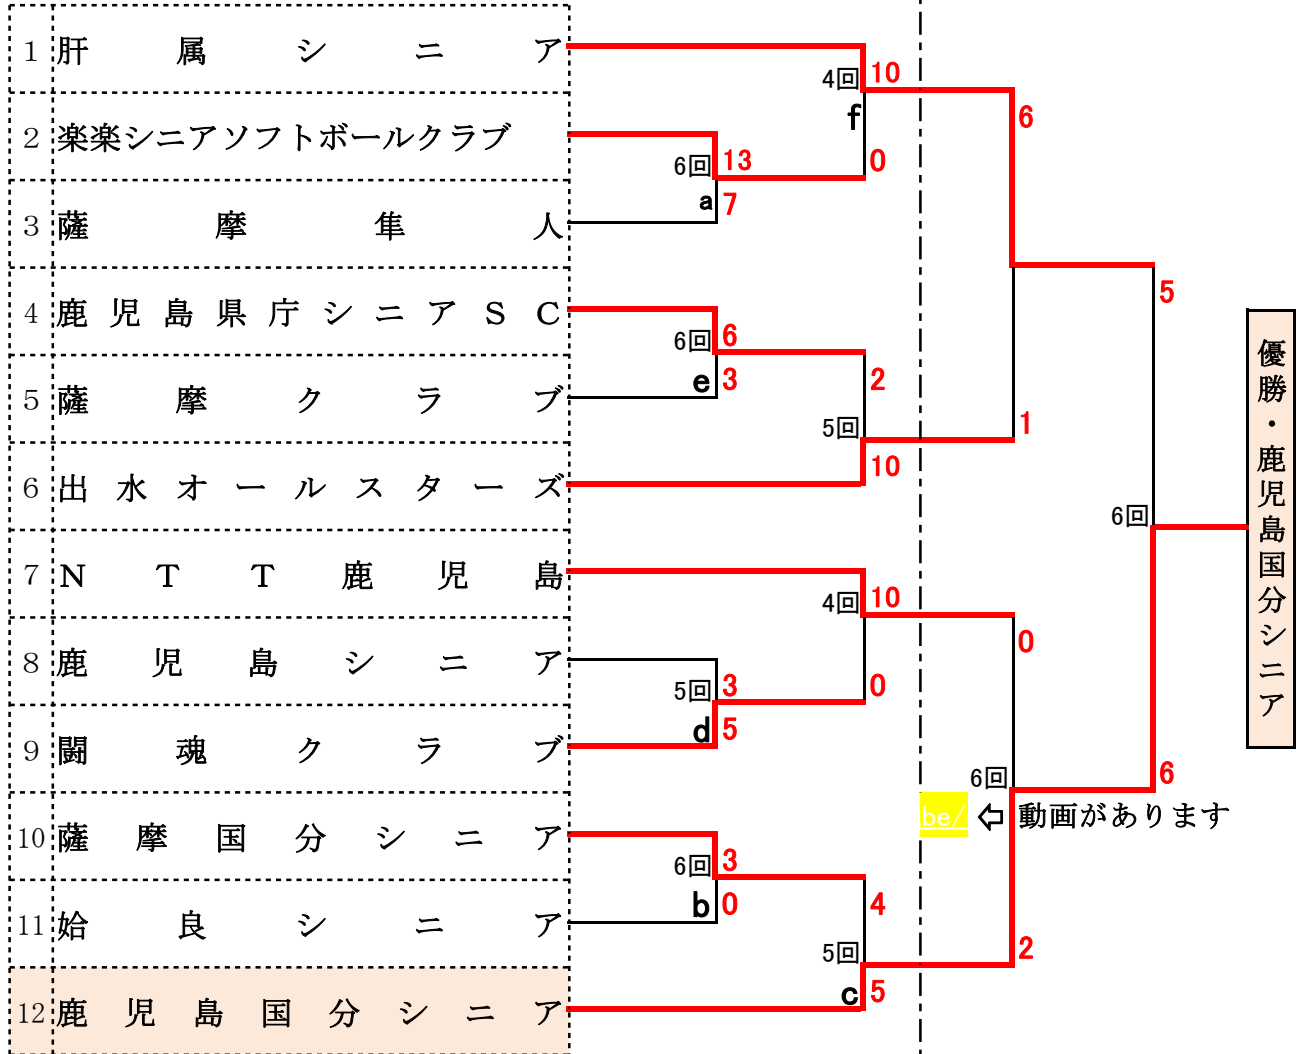 1 肝属シニア
2 楽楽シニアソフトボールクラブ
3 薩摩隼人
4 鹿児島県庁シニアＳＣ
5 薩摩クラブ
6 出水オールスターズ
7 ＮＴＴ鹿児島
8 鹿児島シニア
9 闘魂クラブ
10 薩摩国分シニア
11 姶良シニア
12 鹿児島国分シニア
6回 13
a 7
6回 6
e 3
5回 3
d 5
6回 3
b 0
4回 10
f 0
2
5回 10
4回 10
0
4
5回
c 5
6
1
0
6回
2
be/ ⇦ 動画があります
5
6回
6
優勝・鹿児島国分シニア